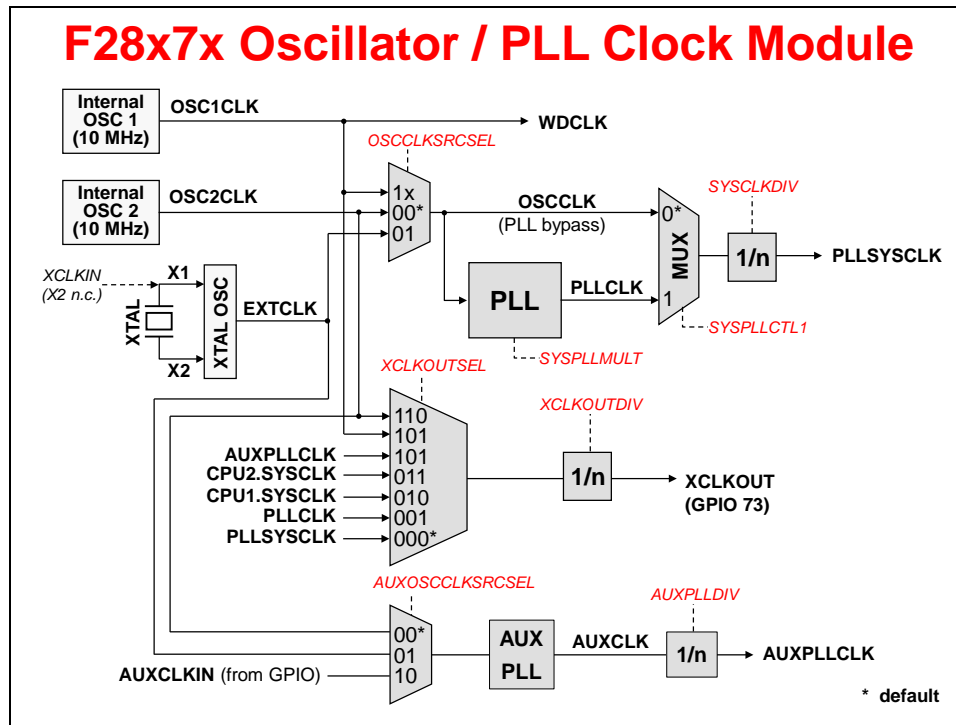 F28x7x Oscillator / PLL Clock Module
Internal
OSC 1
(10 MHz)
OSC1CLK
WDCLK
OSCCLKSRCSEL
Internal
OSC 2
(10 MHz)
OSC2CLK
1x
00*
01
OSCCLK
(PLL bypass)
SYSCLKDIV
0*
MUX
1
1/n
PLLSYSCLK
XCLKIN
(X2 n.c.)
X1
XTAL
X2
XTAL OSC
EXTCLK
PLL
PLLCLK
SYSPLLCTL1
SYSPLLMULT
XCLKOUTSEL
XCLKOUTDIV
110
101
AUXPLLCLK
101
CPU2.SYSCLK
011
CPU1.SYSCLK
010
PLLCLK
001
PLLSYSCLK
000*
1/n
XCLKOUT
(GPIO 73)
AUXOSCCLKSRCSEL
AUXPLLDIV
00*
01
AUXCLKIN (from GPIO)
10
AUX
PLL
AUXCLK
1/n
AUXPLLCLK
* default